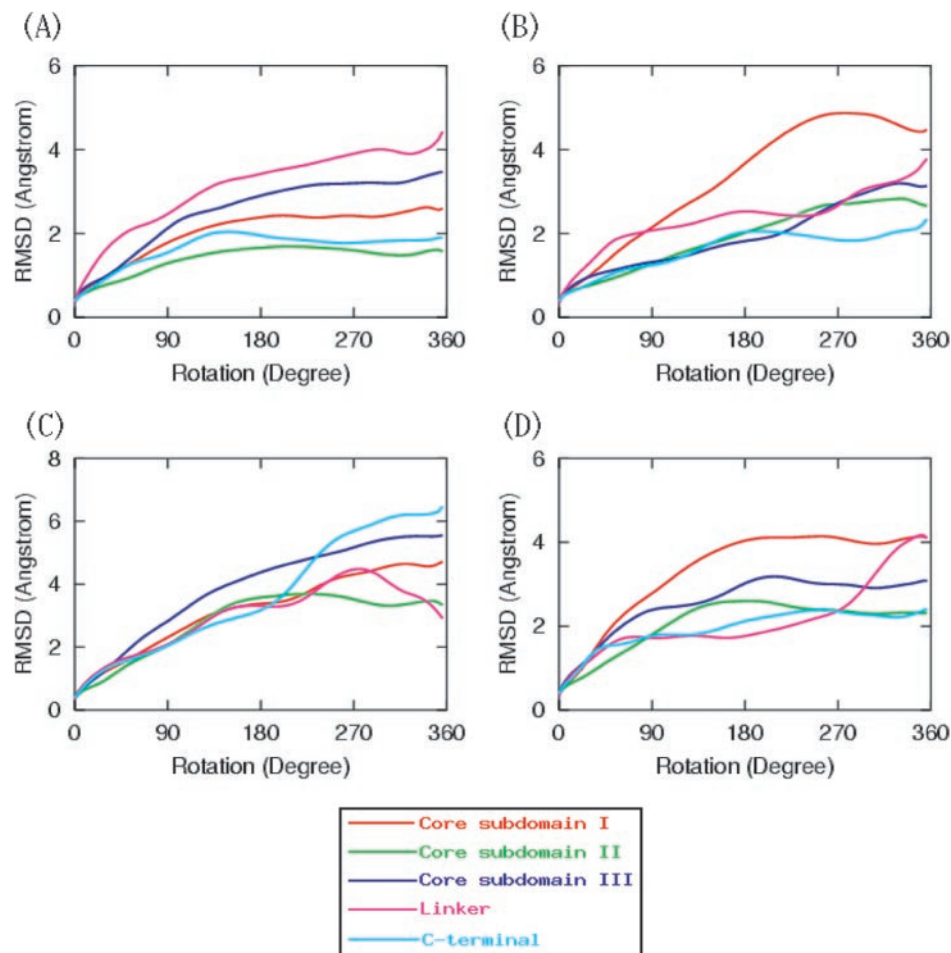 (A)
6
4
2
0
RMSD (Angstrom)
0 90 180 270 360
Rotation (Degree)
(B)
6
4
2
0
RMSD (Angstrom)
0 90 180 270 360
Rotation (Degree)
(C)
8
6
4
2
0
RMSD (Angstrom)
0 90 180 270 360
Rotation (Degree)
(D)
6
4
2
0
RMSD (Angstrom)
0 90 180 270 360
Rotation (Degree)
Core subdomain I
Core subdomain II
Core subdomain III
Linker
C-terminal